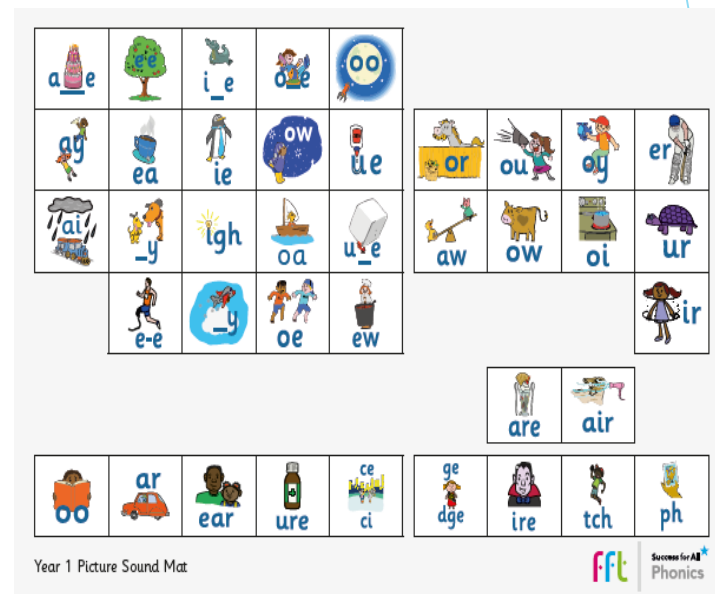 a_e ee i_e o_e oo
ay ea ie ow ue or ou oy er
ai _y igh oa u_e aw ow oi ur
e-e _y oe ew ir
are air
oo ar ear ure ce ci ge dge ire tch ph
Year 1 Picture Sound Mat
fft Success for All Phonics